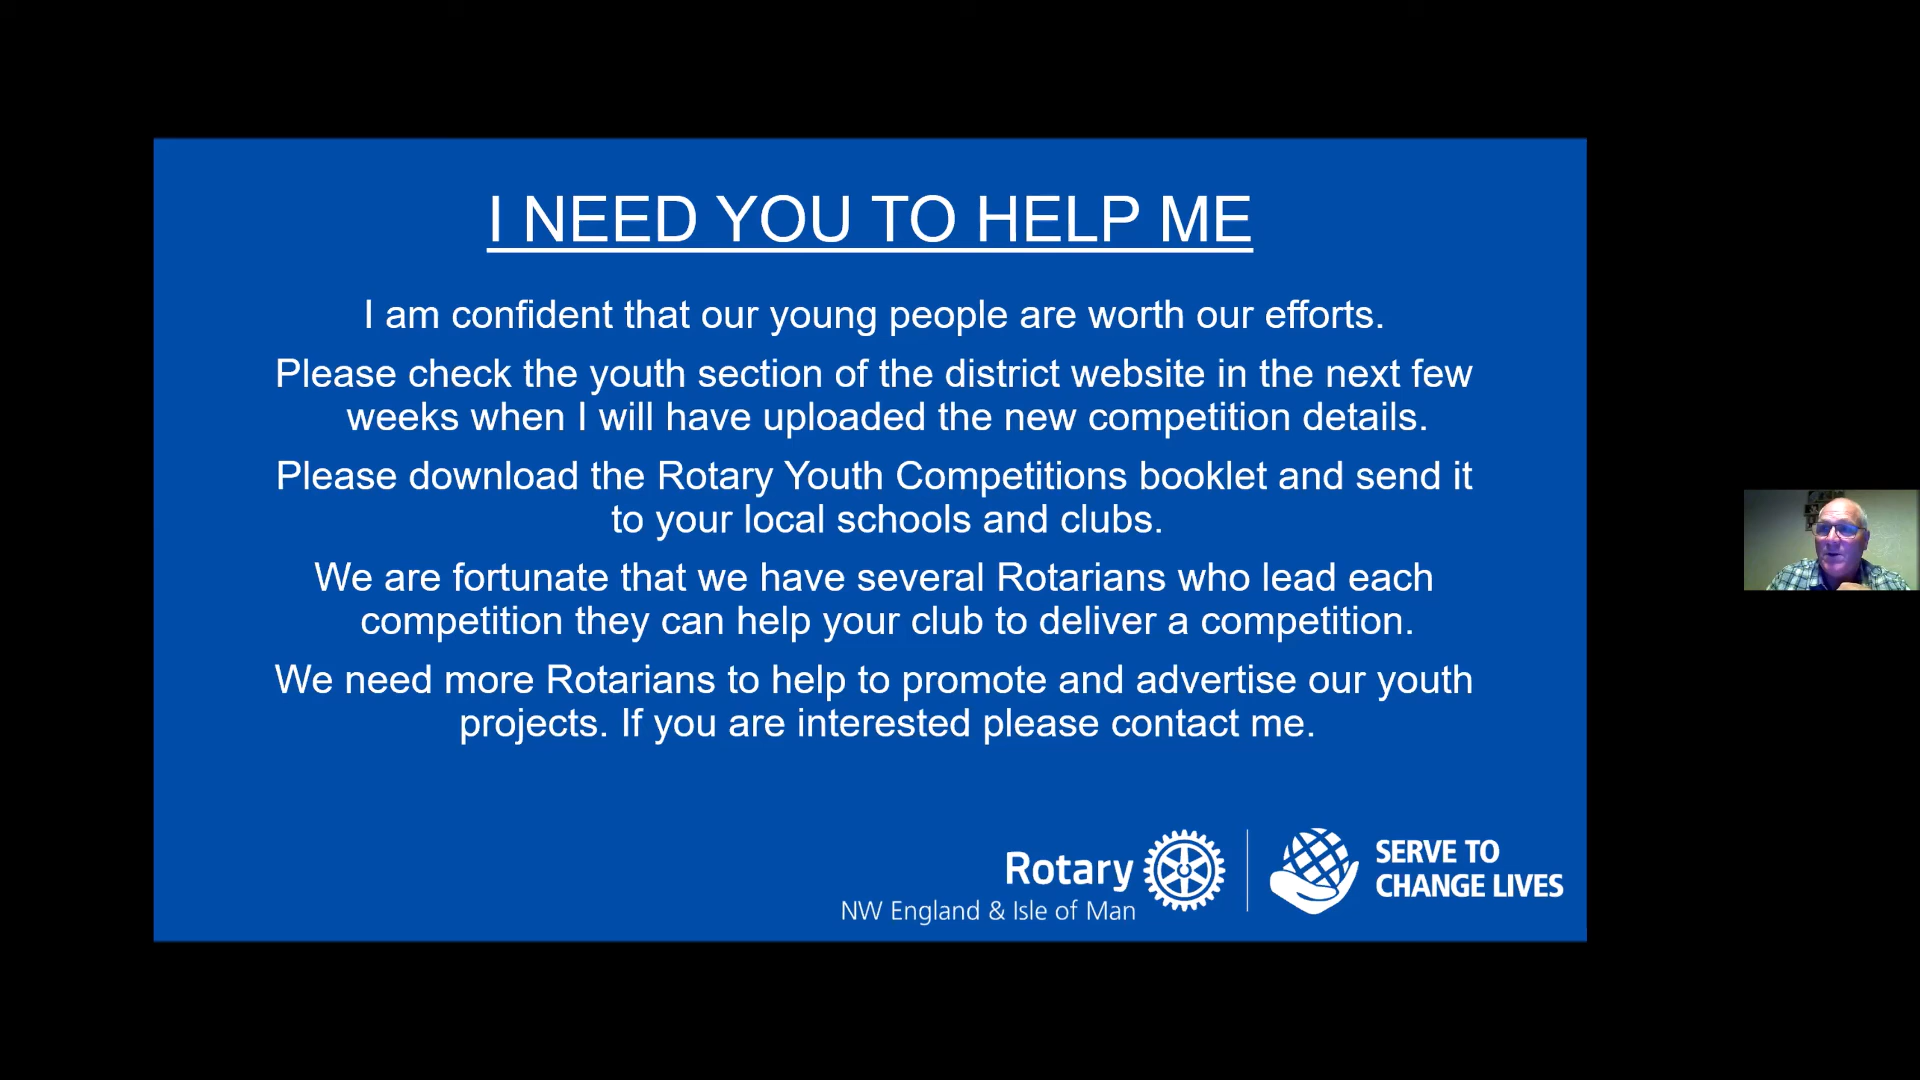 I NEED YOU TO HELP ME
I am confident that our young people are worth our efforts.
Please check the youth section of the district website in the next few
weeks when I will have uploaded the new competition details.
Please download the Rotary Youth Competitions booklet and send it
to your local schools and clubs.
We are fortunate that we have several Rotarians who lead each
competition they can help your club to deliver a competition.
We need more Rotarians to help to promote and advertise our youth
projects. If you are interested please contact me.
Rotary
NW England & Isle of Man
SERVE TO
CHANGE LIVES